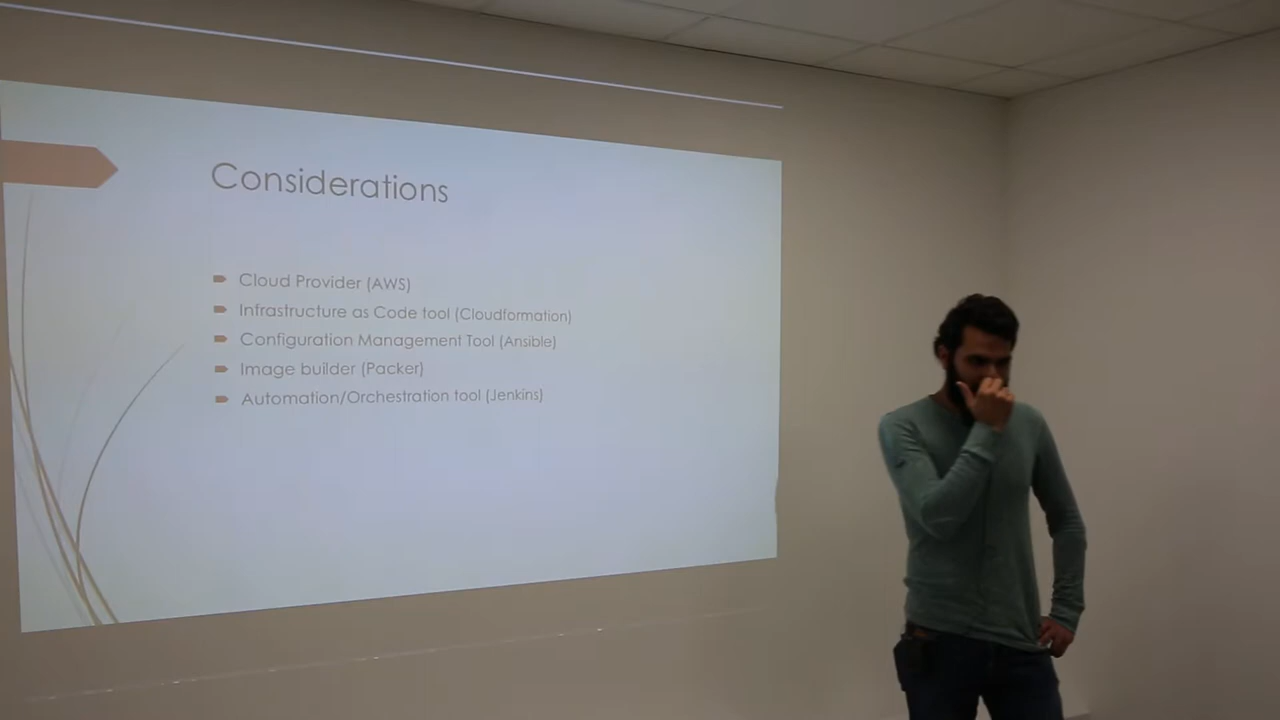 Considerations
Cloud Provider (AWS)
Infrastructure as Code tool (Cloudformation)
Configuration Management Tool (Ansible)
Image builder (Packer)
Automation/Orchestration tool (Jenkins)